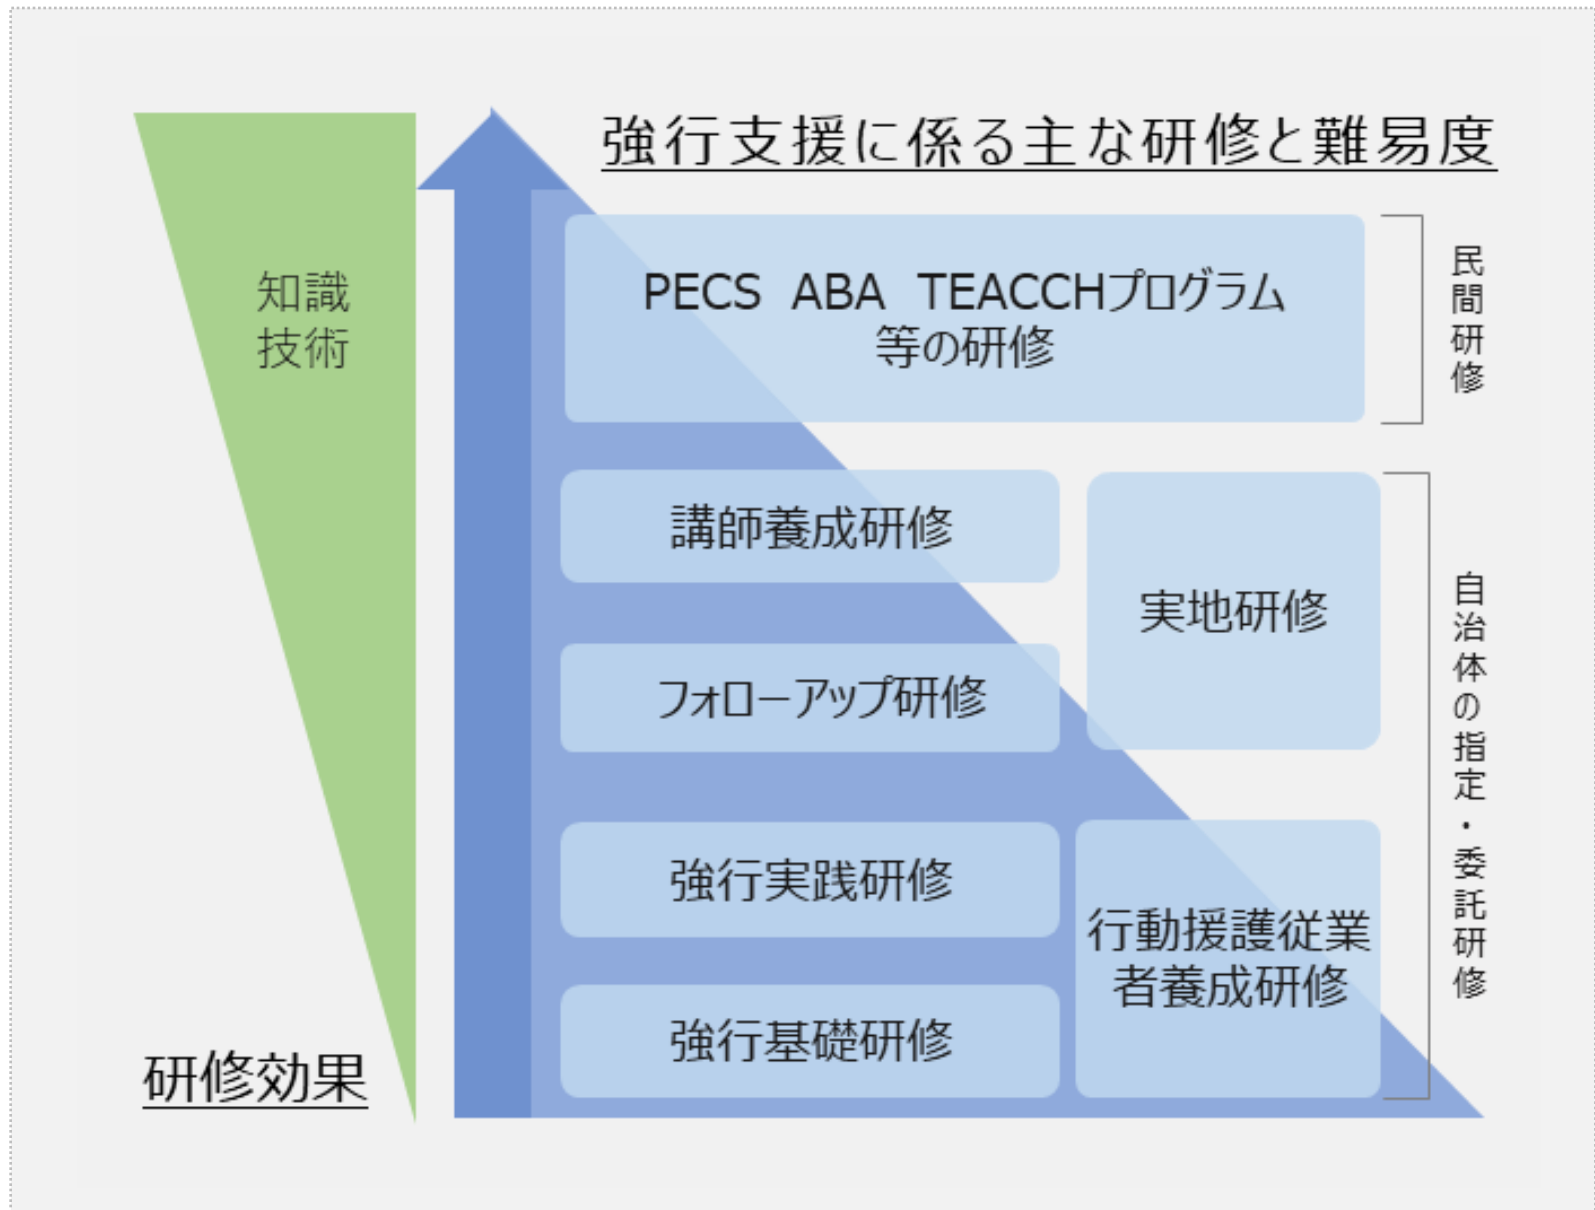 強行支援に係る主な研修と難易度
知識
技術
PECS ABA TEACCHプログラム
等の研修
民間研修
講師養成研修
実地研修
フォローアップ研修
強行実践研修
行動援護従業
者養成研修
強行基礎研修
自治体の指定・委託研修
研修効果